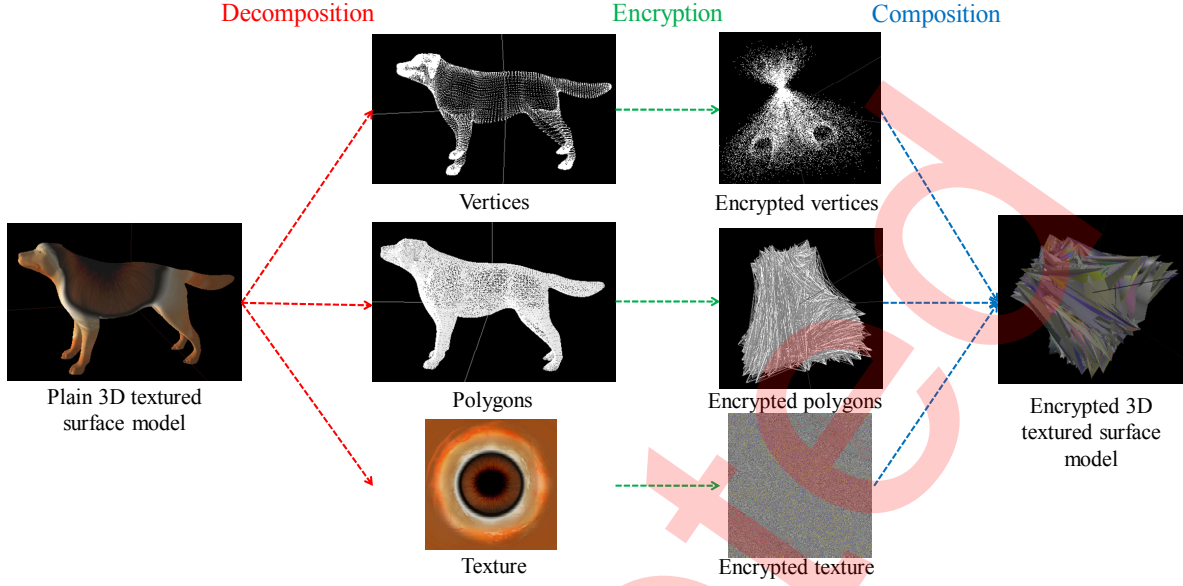 Decomposition
Encryption
Composition
Vertices
Encrypted vertices
Plain 3D textured
surface model
Polygons
Encrypted polygons
Encrypted 3D
textured surface
model
Texture
Encrypted texture